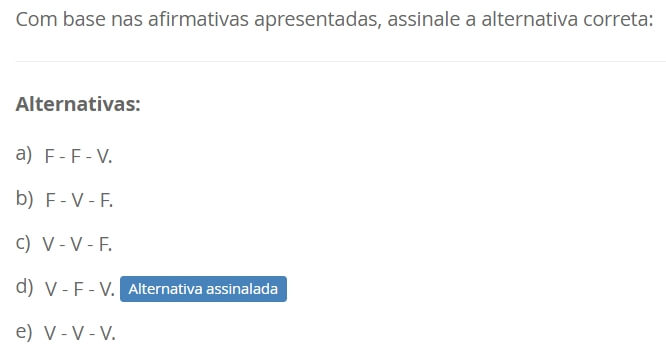 Com base nas afirmativas apresentadas, assinale a alternativa correta:
Alternativas:
a) F - F - V.
b) F - V - F.
c) V - V - F.
d) V - F - V. Alternativa assinalada
e) V - V - V.